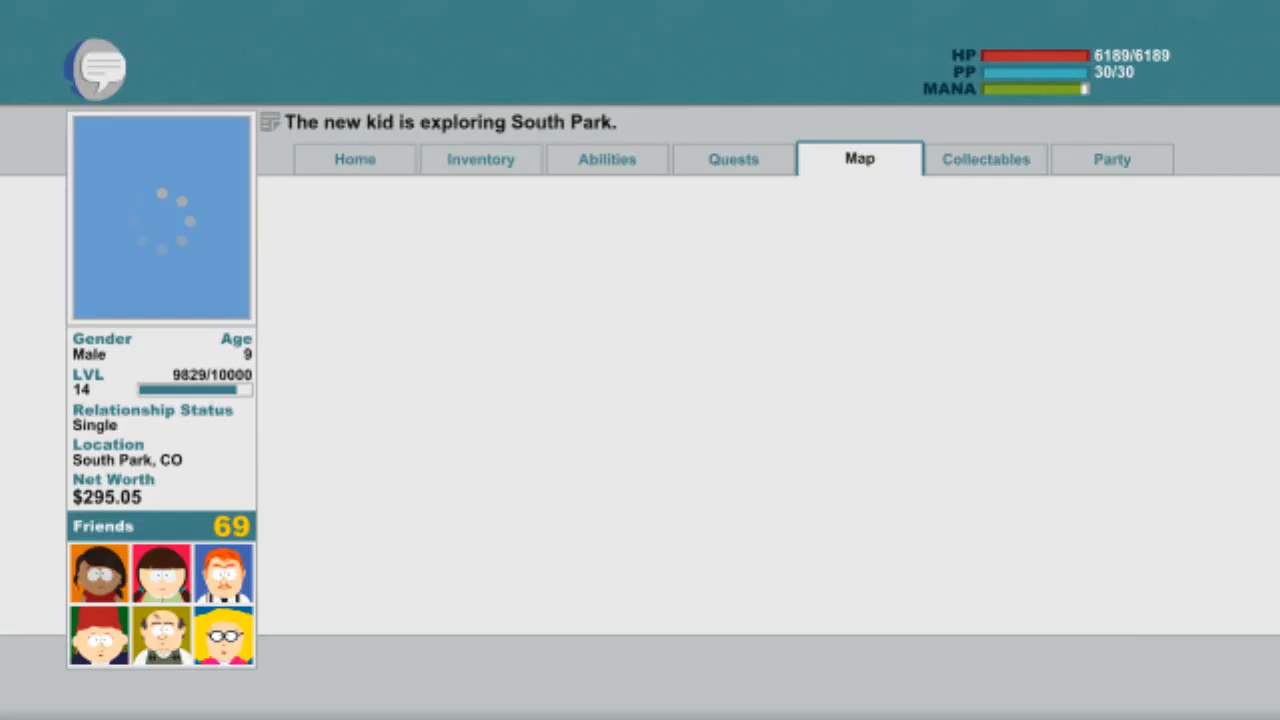 HP 6189/6189
PP 30/30
MANA
The new kid is exploring South Park.
Home Inventory Abilities Quests Map Collectables Party
Gender Age
Male 9
LVL 9829/10000
14
Relationship Status
Single
Location
South Park, CO
Net Worth
$295.05
Friends 69